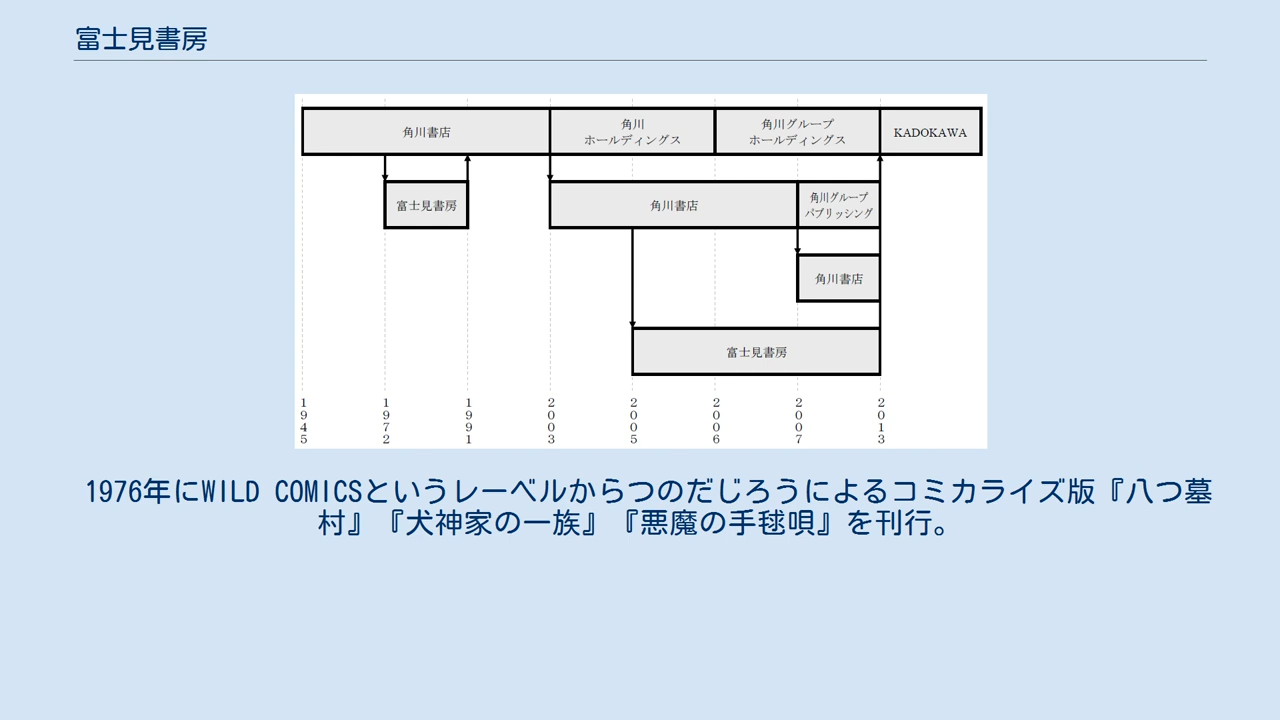 富士見書房
角川書店
角川
ホールディングス
角川グループ
ホールディングス
KADOKAWA
富士見書房
角川書店
角川グループ
パブリッシング
角川書店
富士見書房
1945
1972
1991
2003
2005
2006
2007
2013
1976年にWILD COMICSというレーベルからつのだじろうによるコミカライズ版『八つ墓
村』『犬神家の一族』『悪魔の手毬唄』を刊行。